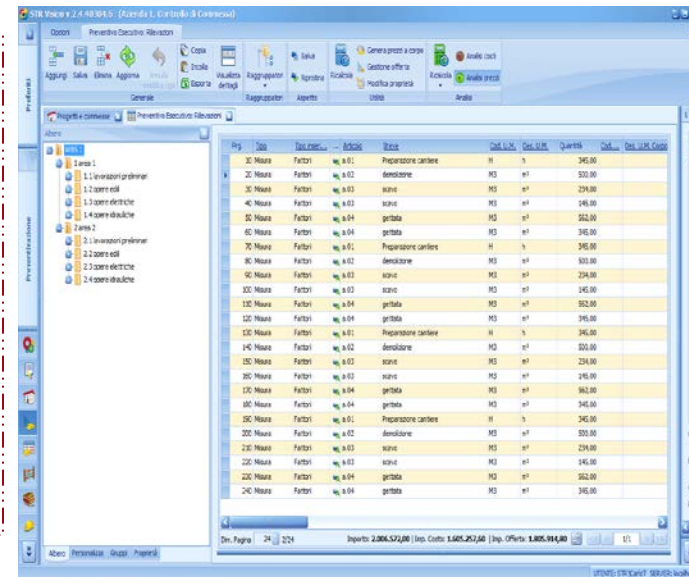 STR Vision v.2.4.40304.5 (Azienda 1, Controllo di Commessa)
Opzioni Preventivo Esecutivo: Rilevazioni
Aggiungi Salva Elimina Aggiorna Annulla Copia Incolla Esporta
Visualizza dettagli
Raggruppatori
Salva Ripristina
Ricalcola Genera prezzi a corpo Gestione offerta Modifica proprietà
Ricalcola Analisi costi Analisi prezzi
Generale Raggruppatori Aspetto Utilità Analisi
Preferiti
Progetti e commesse Preventivo Esecutivo: Rilevazioni
Albero
area 1
1 area 1
1.1 lavorazioni preliminari
1.2 opere edili
1.3 opere elettriche
1.4 opere idrauliche
2 area 2
2.1 lavorazioni preliminari
2.2 opere edili
2.3 opere elettriche
2.4 opere idrauliche
Preventivazione
Prg. Tipo Articolo Breve Cod. U.M. Des. U.M. Quantità Cod.... Des. U.M. Corpo
10 Misura Fattori a.01 Preparazione cantiere H h 345,00
20 Misura Fattori a.02 demolizione M3 m³ 500,00
30 Misura Fattori a.03 scavo M3 m³ 234,00
40 Misura Fattori a.03 scavo M3 m³ 145,00
50 Misura Fattori a.04 gettata M3 m³ 562,00
60 Misura Fattori a.04 gettata M3 m³ 345,00
70 Misura Fattori a.01 Preparazione cantiere H h 345,00
80 Misura Fattori a.02 demolizione M3 m³ 500,00
90 Misura Fattori a.03 scavo M3 m³ 234,00
100 Misura Fattori a.03 scavo M3 m³ 145,00
110 Misura Fattori a.04 gettata M3 m³ 562,00
120 Misura Fattori a.04 gettata M3 m³ 345,00
130 Misura Fattori a.01 Preparazione cantiere H h 345,00
140 Misura Fattori a.02 demolizione M3 m³ 500,00
150 Misura Fattori a.03 scavo M3 m³ 234,00
160 Misura Fattori a.03 scavo M3 m³ 145,00
170 Misura Fattori a.04 gettata M3 m³ 562,00
180 Misura Fattori a.04 gettata M3 m³ 345,00
190 Misura Fattori a.01 Preparazione cantiere H h 345,00
200 Misura Fattori a.02 demolizione M3 m³ 500,00
210 Misura Fattori a.03 scavo M3 m³ 234,00
220 Misura Fattori a.03 scavo M3 m³ 145,00
230 Misura Fattori a.04 gettata M3 m³ 562,00
240 Misura Fattori a.04 gettata M3 m³ 345,00
Dim. Pagina 24 2/24 Importo: 2.006.572,00 | Imp. Costo: 1.605.257,60 | Imp. Offerta: 1.805.914,80 1/1
Albero Personalizza Gruppi Proprietà